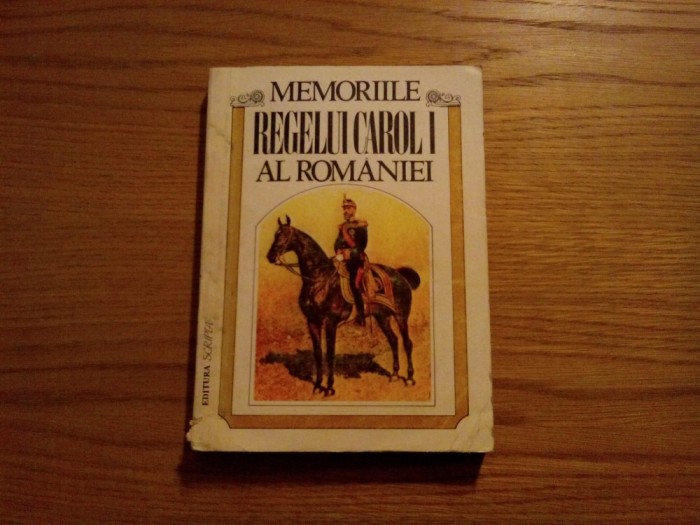 MEMORIILE
REGELUI CAROL I
AL ROMÂNIEI
EDITURA SCRIPTA